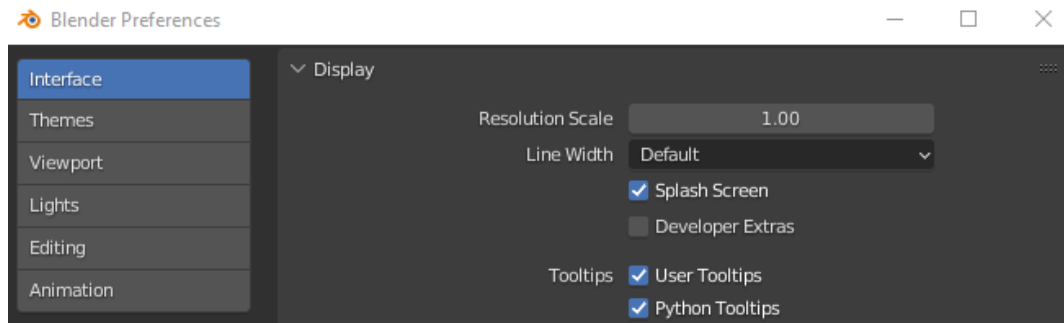 Blender Preferences
Interface
Themes
Viewport
Lights
Editing
Animation
Display
Resolution Scale 1.00
Line Width Default
Splash Screen
Developer Extras
Tooltips User Tooltips
Python Tooltips